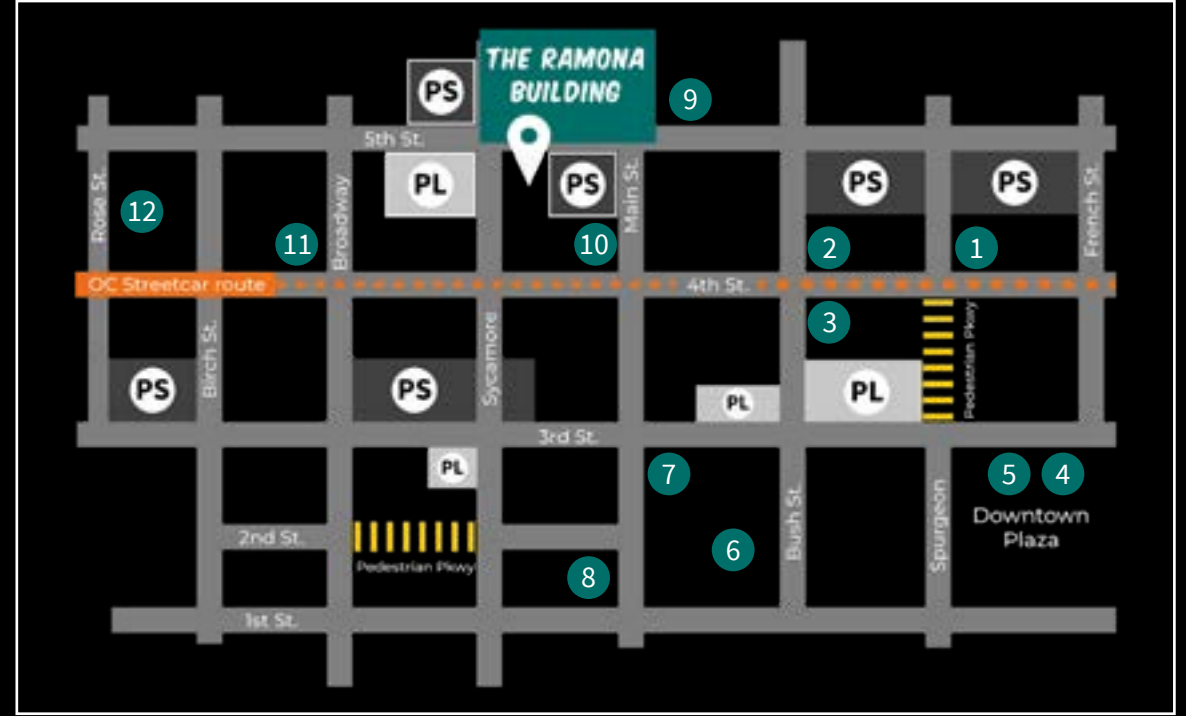 THE RAMONA
BUILDING
PS
9
5th St.
PL
PS
PS
PS
Rose St.
12
Broadway
Main St.
French St.
11
10
2
1
OC Streetcar route
4th St.
3
Birch St.
Sycamore
Pedestrian Pkwy
PS
PS
PL
PL
3rd St.
PL
7
5
4
Bush St.
Spurgeon
Downtown
Plaza
2nd St.
6
Pedestrian Pkwy
8
1st St.